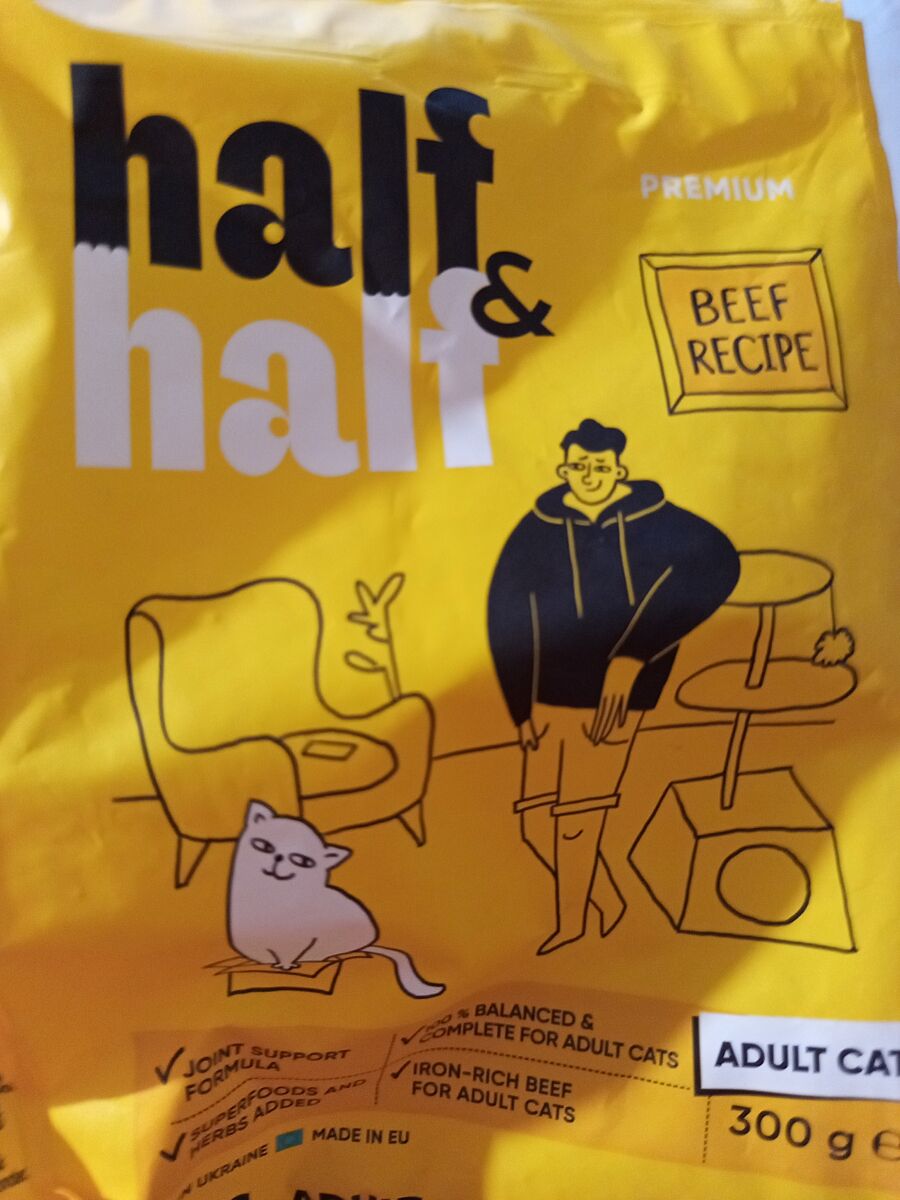 half
&
half
PREMIUM
BEEF
RECIPE
JOINT SUPPORT
FORMULA
SUPERFOODS AND
HERBS ADDED
100 % BALANCED &
COMPLETE FOR ADULT CATS
IRON-RICH BEEF
FOR ADULT CATS
ADULT CAT
300 g e
UKRAINE
MADE IN EU